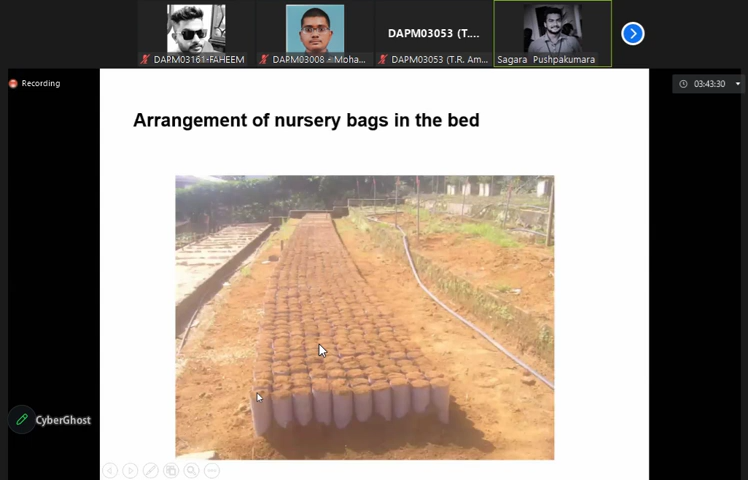 DAPM03053 (T....
DAPM03161-FAHEEM
DAPM03008 - Moha...
DAPM03053 (T.R. Am...
Sagara Pushpakumara
Recording
03:43:30
Arrangement of nursery bags in the bed
CyberGhost